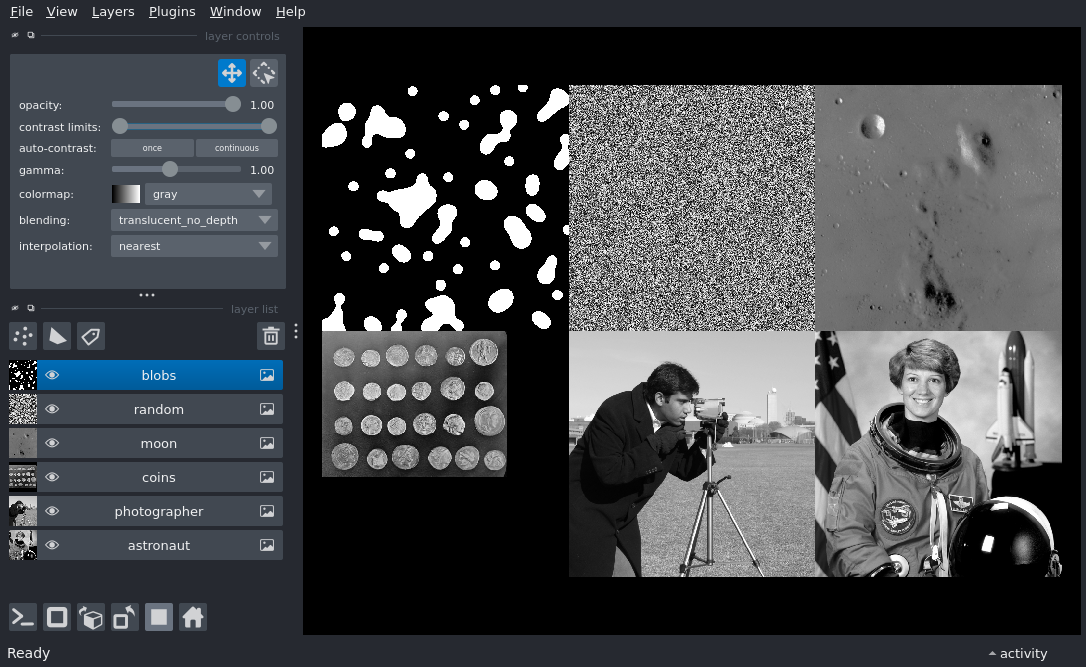 File View Layers Plugins Window Help
layer controls
opacity: 1.00
contrast limits:
auto-contrast: once continuous
gamma: 1.00
colormap: gray
blending: translucent_no_depth
interpolation: nearest
layer list
blobs
random
moon
coins
photographer
astronaut
Ready activity